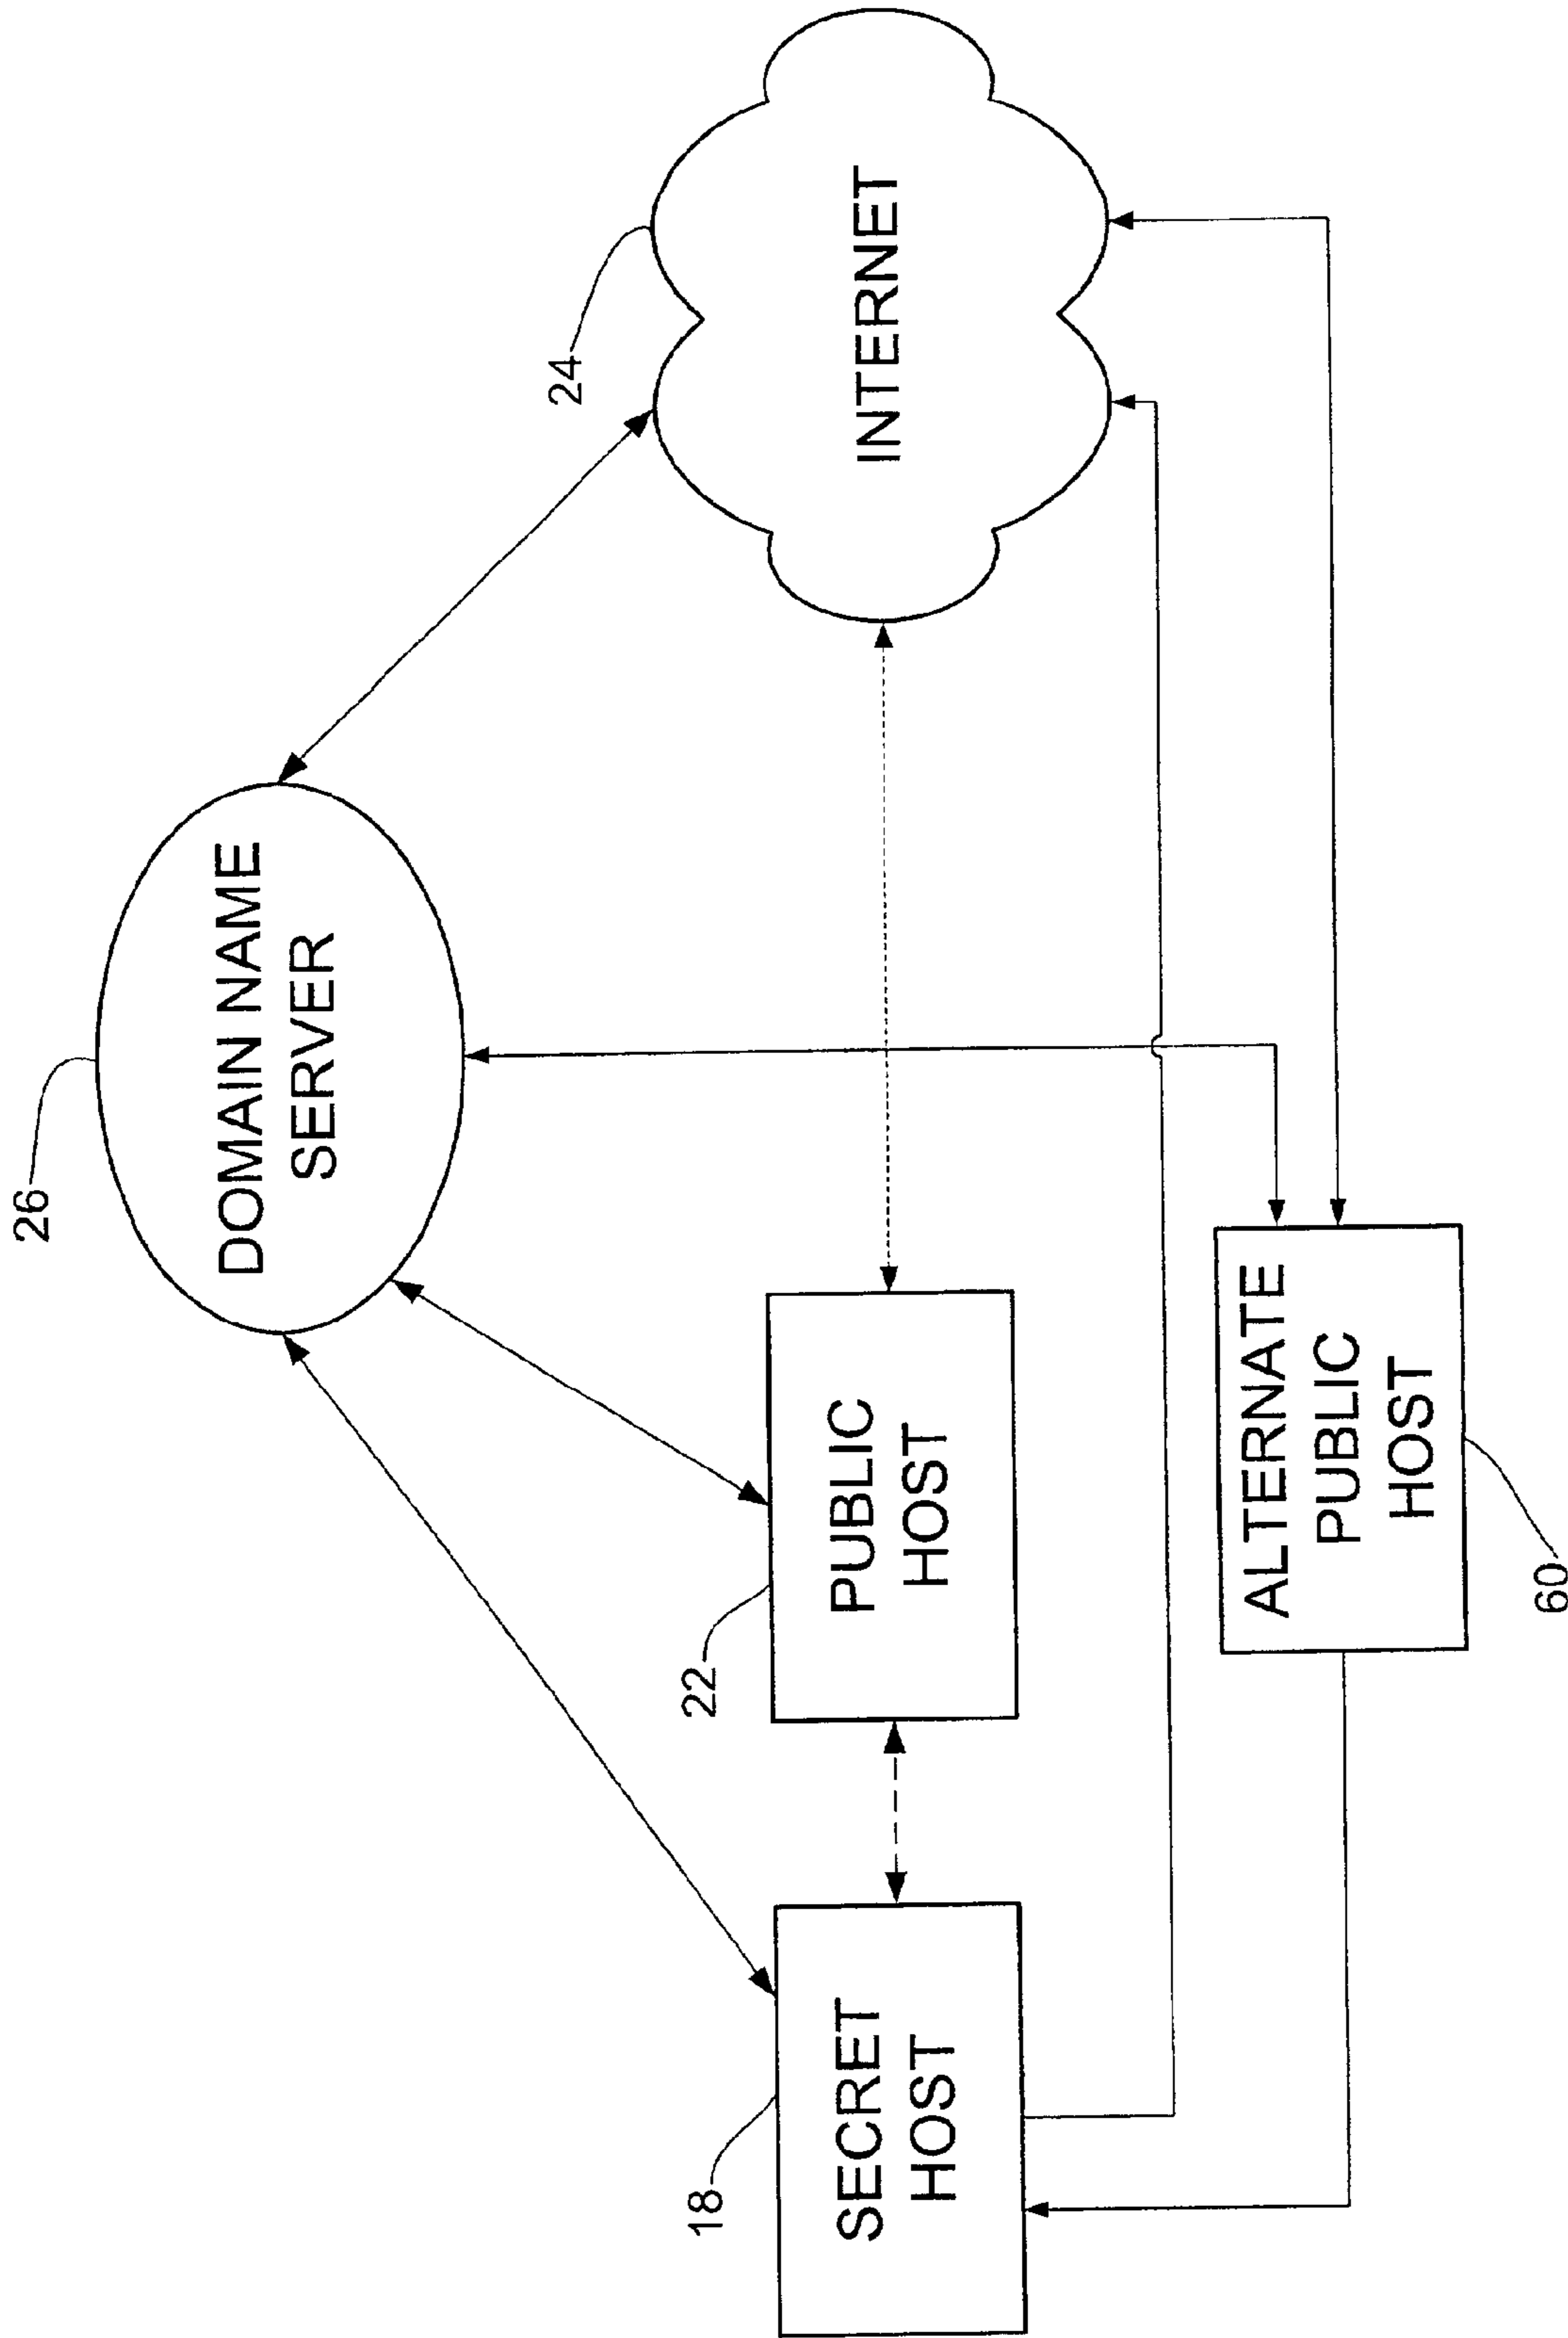 26
DOMAIN NAME
SERVER
24
INTERNET
22
PUBLIC
HOST
18
SECRET
HOST
ALTERNATE
PUBLIC
HOST
60